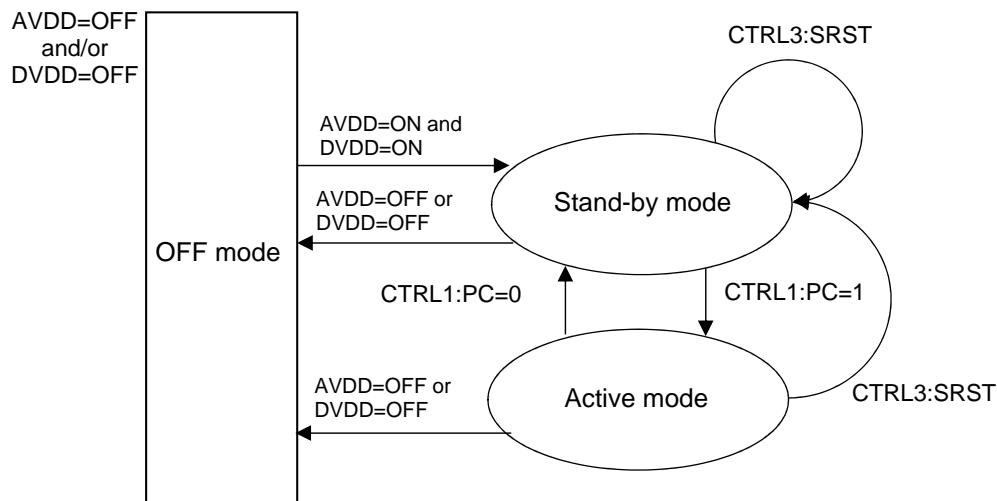 AVDD=OFF
and/or
DVDD=OFF
CTRL3:SRST
AVDD=ON and
DVDD=ON
Stand-by mode
AVDD=OFF or
DVDD=OFF
OFF mode
CTRL1:PC=0
CTRL1:PC=1
AVDD=OFF or
DVDD=OFF
Active mode
CTRL3:SRST